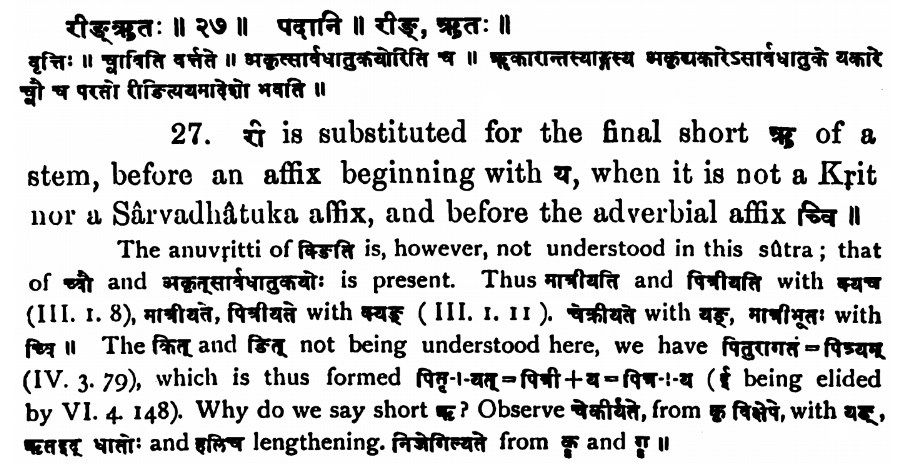 रीङ्ऋतः ॥ २७ ॥ पदानि ॥ रीङ्, ऋतः ॥
वृत्तिः ॥ च्वाविति वर्त्तते ॥ अकृत्सार्वधातुकयोरिति च ॥ ऋकारान्तस्याङ्गस्य अकृद्यकारेऽसार्वधातुके यकारे
च्वौ च परतो रीङित्ययमादेशो भवति ॥
27. री is substituted for the final short ऋ of a
stem, before an affix beginning with य, when it is not a Kṛit
nor a Sârvadhâtuka affix, and before the adverbial affix च्वि ॥
The anuvṛitti of क्ङिति is, however, not understood in this sûtra; that
of च्वौ and अकृत्सार्वधातुकयोः is present. Thus मात्रीयति and पित्रीयति with क्यच
(III. 1. 8), मात्रीयते, पित्रीयते with क्यङ् (III. 1. 11). चेक्रीयते with यङ्, मात्रीभूतः with
च्वि ॥ The कित् and ङित् not being understood here, we have पितुरागतं=पित्र्यम्
(IV. 3. 79), which is thus formed पितृ+यत्=पित्री+य=पित्र+य (ई being elided
by VI. 4. 148). Why do we say short ऋ? Observe चेकीर्यते, from कॄ विक्षेपे, with यङ्,
ऋतइद् धातोः and हलिच lengthening. निजेगिल्यते from कॄ and गॄ ॥